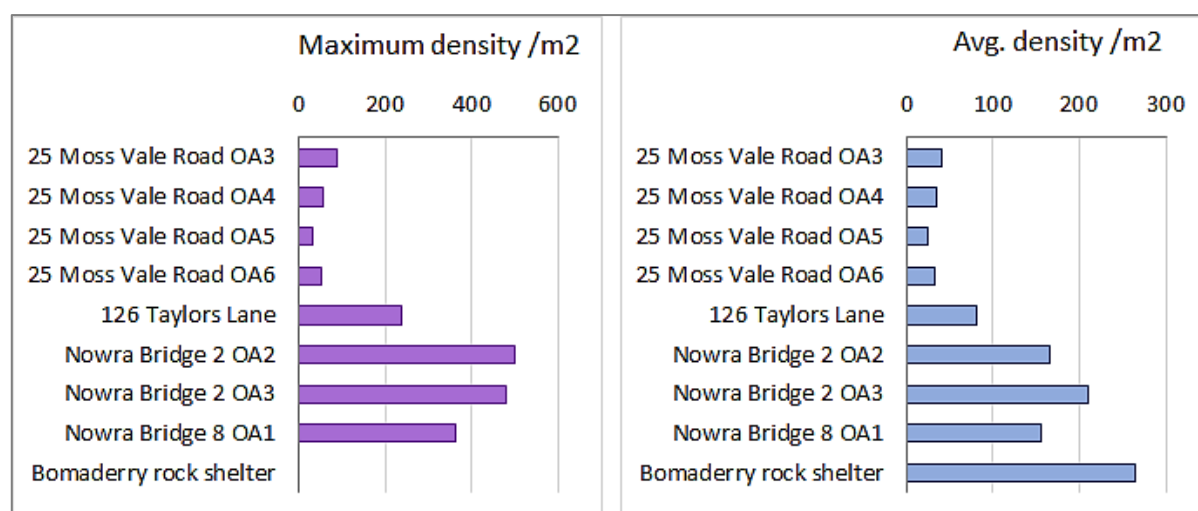 Maximum density /m2
0 200 400 600
25 Moss Vale Road OA3
25 Moss Vale Road OA4
25 Moss Vale Road OA5
25 Moss Vale Road OA6
126 Taylors Lane
Nowra Bridge 2 OA2
Nowra Bridge 2 OA3
Nowra Bridge 8 OA1
Bomaderry rock shelter
Avg. density /m2
0 100 200 300
25 Moss Vale Road OA3
25 Moss Vale Road OA4
25 Moss Vale Road OA5
25 Moss Vale Road OA6
126 Taylors Lane
Nowra Bridge 2 OA2
Nowra Bridge 2 OA3
Nowra Bridge 8 OA1
Bomaderry rock shelter